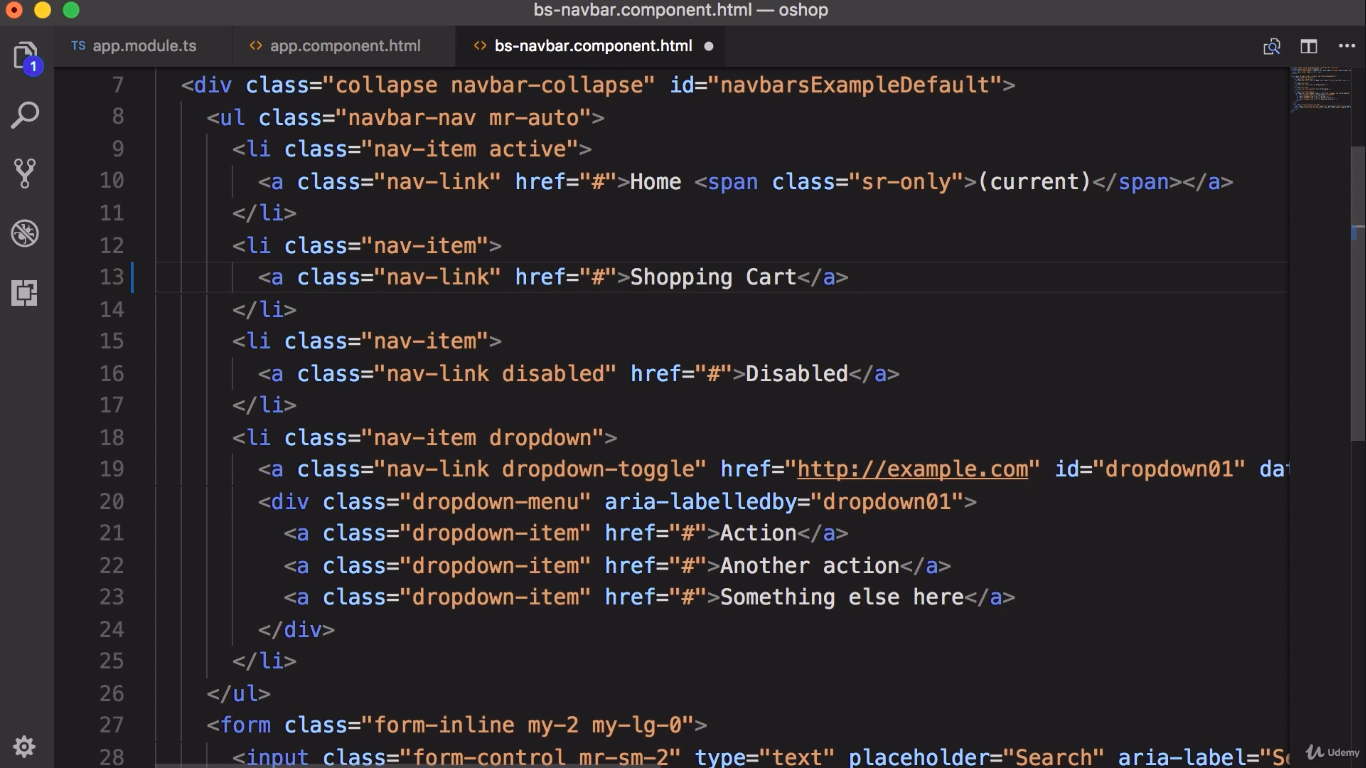 bs-navbar.component.html — oshop
TS app.module.ts <> app.component.html <> bs-navbar.component.html
1
7 <div class="collapse navbar-collapse" id="navbarsExampleDefault">
8 <ul class="navbar-nav mr-auto">
9 <li class="nav-item active">
10 <a class="nav-link" href="#">Home <span class="sr-only">(current)</span></a>
11 </li>
12 <li class="nav-item">
13 <a class="nav-link" href="#">Shopping Cart</a>
14 </li>
15 <li class="nav-item">
16 <a class="nav-link disabled" href="#">Disabled</a>
17 </li>
18 <li class="nav-item dropdown">
19 <a class="nav-link dropdown-toggle" href="http://example.com" id="dropdown01" dat
20 <div class="dropdown-menu" aria-labelledby="dropdown01">
21 <a class="dropdown-item" href="#">Action</a>
22 <a class="dropdown-item" href="#">Another action</a>
23 <a class="dropdown-item" href="#">Something else here</a>
24 </div>
25 </li>
26 </ul>
27 <form class="form-inline my-2 my-lg-0">
28 <input class="form-control mr-sm-2" type="text" placeholder="Search" aria-label="Se
Udemy